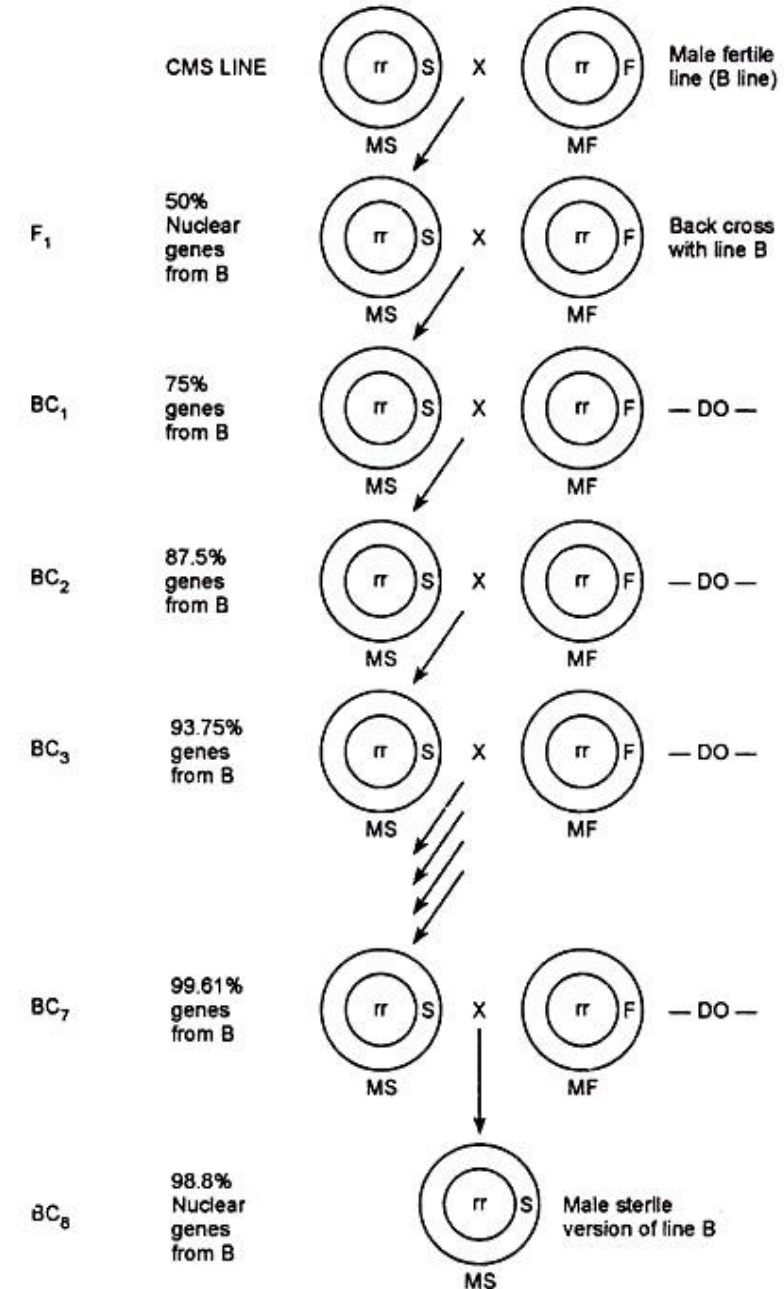 CMS LINE
rr S X rr F
Male fertile
line (B line)
MS MF
F₁
50%
Nuclear
genes
from B
rr S X rr F
Back cross
with line B
MS MF
BC₁
75%
genes
from B
rr S X rr F
— DO —
MS MF
BC₂
87.5%
genes
from B
rr S X rr F
— DO —
MS MF
BC₃
93.75%
genes
from B
rr S X rr F
— DO —
MS MF
BC₇
99.61%
genes
from B
rr S X rr F
— DO —
MS MF
BC₈
98.8%
Nuclear
genes
from B
rr S
Male sterile
version of line B
MS